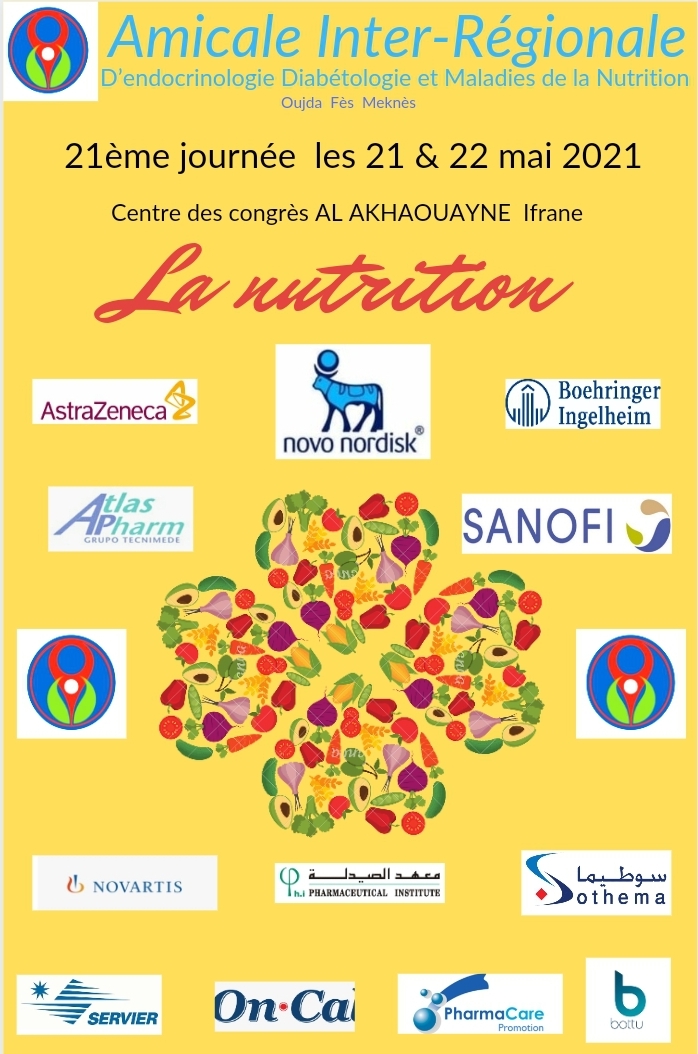 Amicale Inter-Régionale
D'endocrinologie Diabétologie et Maladies de la Nutrition
Oujda Fès Meknès
21ème journée les 21 & 22 mai 2021
Centre des congrès AL AKHAOUAYNE Ifrane
La nutrition
AstraZeneca
novo nordisk®
Boehringer
Ingelheim
Atlas
Pharm
GRUPO TECNIMEDE
SANOFI
NOVARTIS
معهد الصيدلة
ph.i PHARMACEUTICAL INSTITUTE
سوطيما
Sothema
SERVIER
On·Cal
PharmaCare
Promotion
bottu